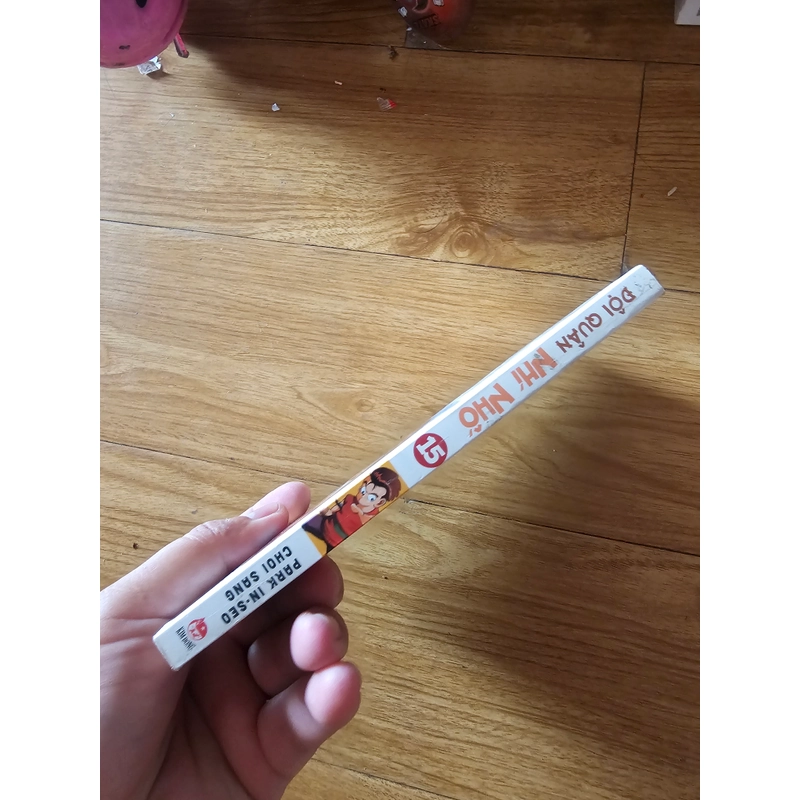 ĐỘI QUÂN
NHÍ NHỐ
15
PARK IN-SEO
CHOI SANG
KIM ĐỒNG